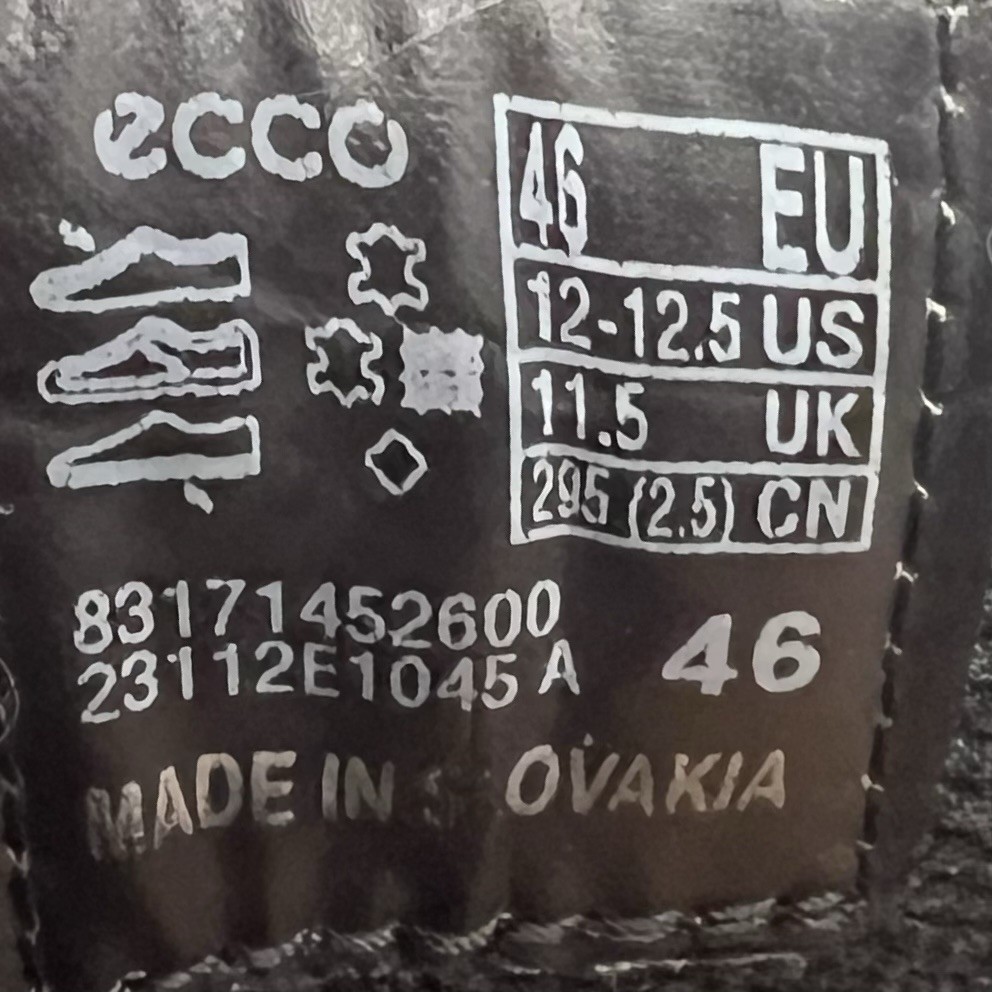 ecco
46 EU
12-12.5 US
11.5 UK
295 (2.5) CN
83171452600
23112E1045 A
46
MADE IN S OVAKIA